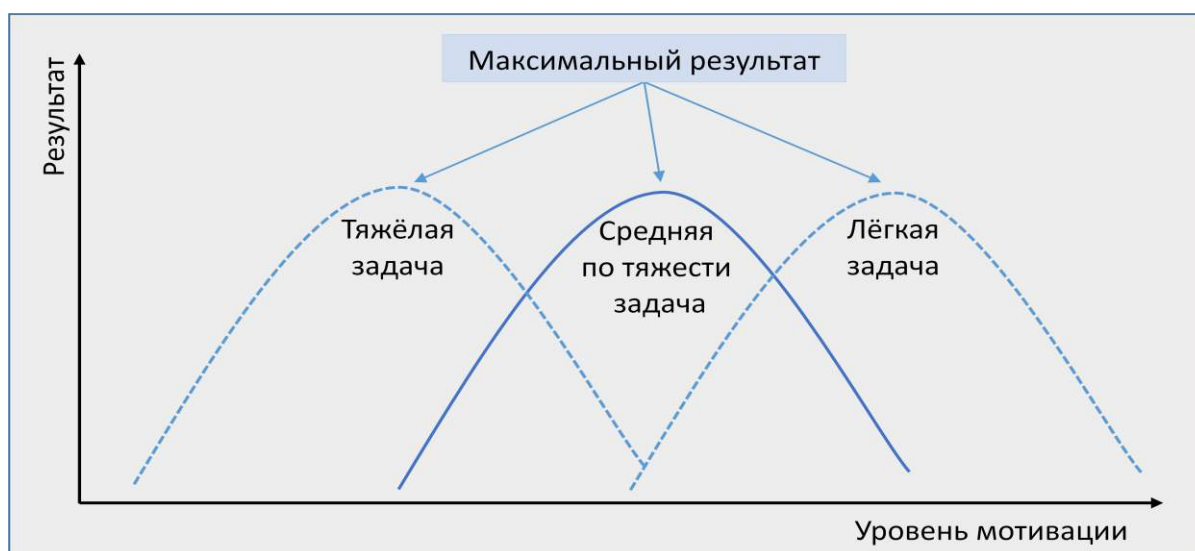 Результат
Максимальный результат
Тяжёлая
задача
Средняя
по тяжести
задача
Лёгкая
задача
Уровень мотивации